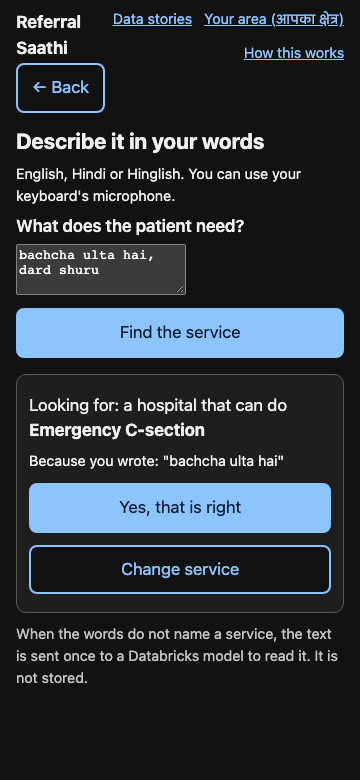 Referral Saathi
Data stories
Your area (आपका क्षेत्र)
How this works
← Back
Describe it in your words
English, Hindi or Hinglish. You can use your
keyboard's microphone.
What does the patient need?
bachcha ulta hai,
dard shuru
Find the service
Looking for: a hospital that can do
Emergency C-section
Because you wrote: "bachcha ulta hai"
Yes, that is right
Change service
When the words do not name a service, the text
is sent once to a Databricks model to read it. It is
not stored.